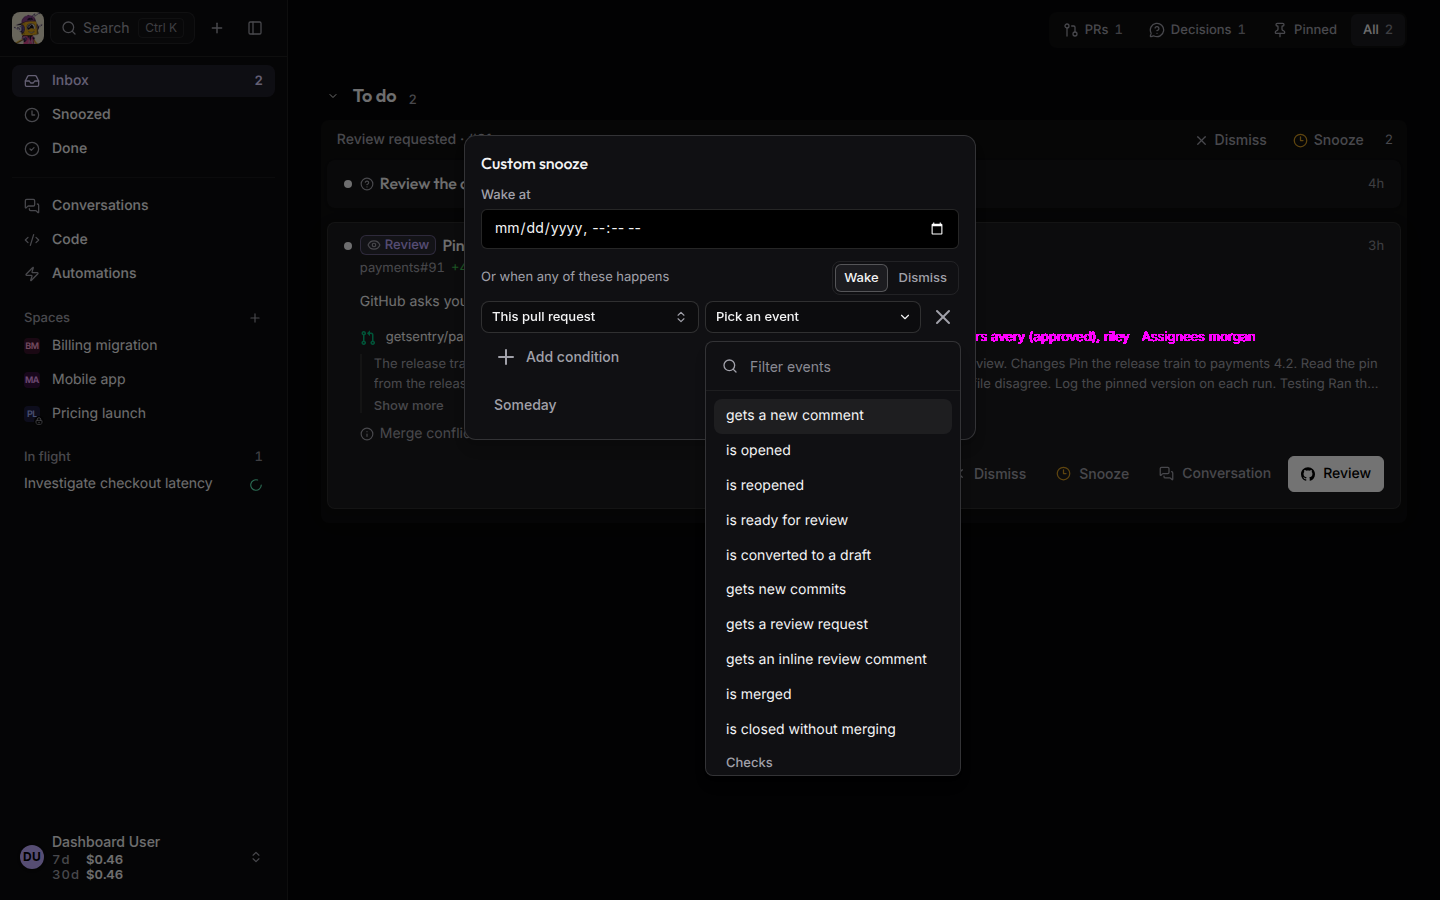 Search Ctrl K
PRs 1 Decisions 1 Pinned All 2
Inbox 2
Snoozed
Done
Conversations
Code
Automations
Spaces
BM Billing migration
MA Mobile app
PL Pricing launch
In flight 1
Investigate checkout latency
Dashboard User
DU
7d $0.46
30d $0.46
To do 2
Review requested · Dismiss Snooze 2
Review the 4h
Review Pin 3h
payments#91
GitHub asks you
getsentry/pa avery (approved), riley Assignees morgan
The release tra view. Changes Pin the release train to payments 4.2. Read the pin
from the releas file disagree. Log the pinned version on each run. Testing Ran th...
Show more
Merge conflic
Dismiss Snooze Conversation Review
Custom snooze
Wake at
mm/dd/yyyy, --:-- --
Or when any of these happens Wake Dismiss
This pull request Pick an event
Add condition
Someday
Filter events
gets a new comment
is opened
is reopened
is ready for review
is converted to a draft
gets new commits
gets a review request
gets an inline review comment
is merged
is closed without merging
Checks